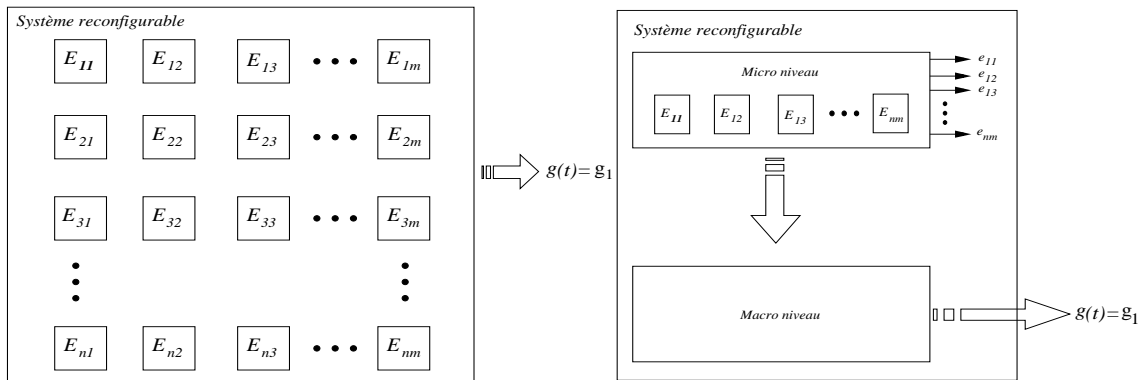 Système reconfigurable
E11 E12 E13 ••• E1m
E21 E22 E23 ••• E2m
E31 E32 E33 ••• E3m
En1 En2 En3 ••• Enm
g(t)=g1
Système reconfigurable
Micro niveau
E11 E12 E13 ••• Enm
e11
e12
e13
enm
Macro niveau
g(t)=g1